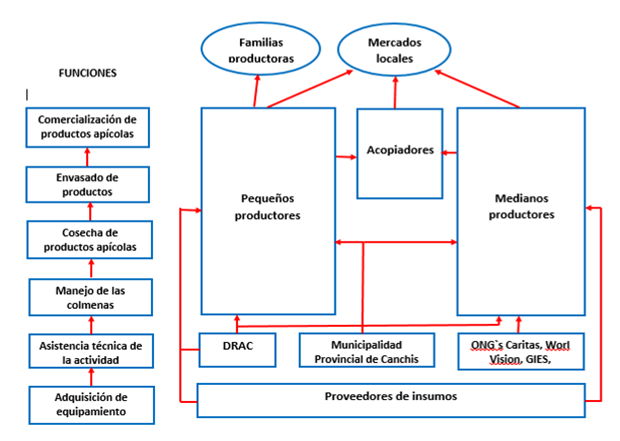 Familias
productoras
Mercados
locales
FUNCIONES
Comercialización de
productos apícolas
Envasado de
productos
Cosecha de
productos apícolas
Manejo de las
colmenas
Asistencia técnica de
la actividad
Adquisición de
equipamiento
Pequeños
productores
Acopiadores
Medianos
productores
DRAC
Municipalidad
Provincial de Canchis
ONG`s Caritas, Worl
Vision, GIES,
Proveedores de insumos